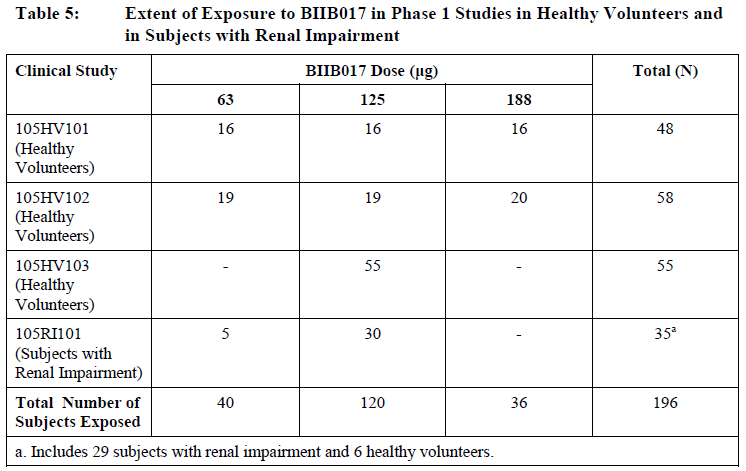 Table 5: Extent of Exposure to BIIB017 in Phase 1 Studies in Healthy Volunteers and
in Subjects with Renal Impairment
Clinical Study BIIB017 Dose (µg) Total (N)
63 125 188
105HV101 16 16 16 48
(Healthy
Volunteers)
105HV102 19 19 20 58
(Healthy
Volunteers)
105HV103 - 55 - 55
(Healthy
Volunteers)
105RI101 5 30 - 35a
(Subjects with
Renal Impairment)
Total Number of 40 120 36 196
Subjects Exposed
a. Includes 29 subjects with renal impairment and 6 healthy volunteers.